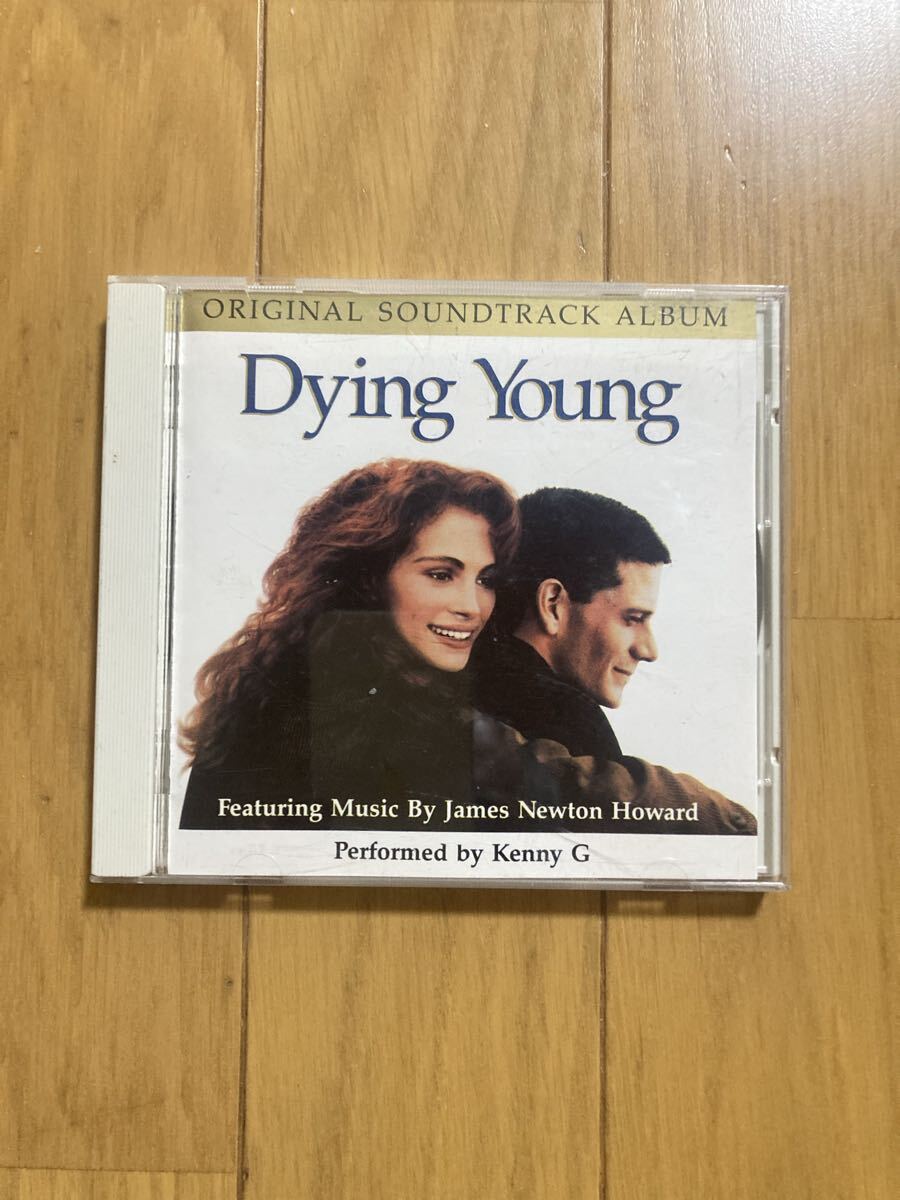 ORIGINAL SOUNDTRACK ALBUM
Dying Young
Featuring Music By James Newton Howard
Performed by Kenny G